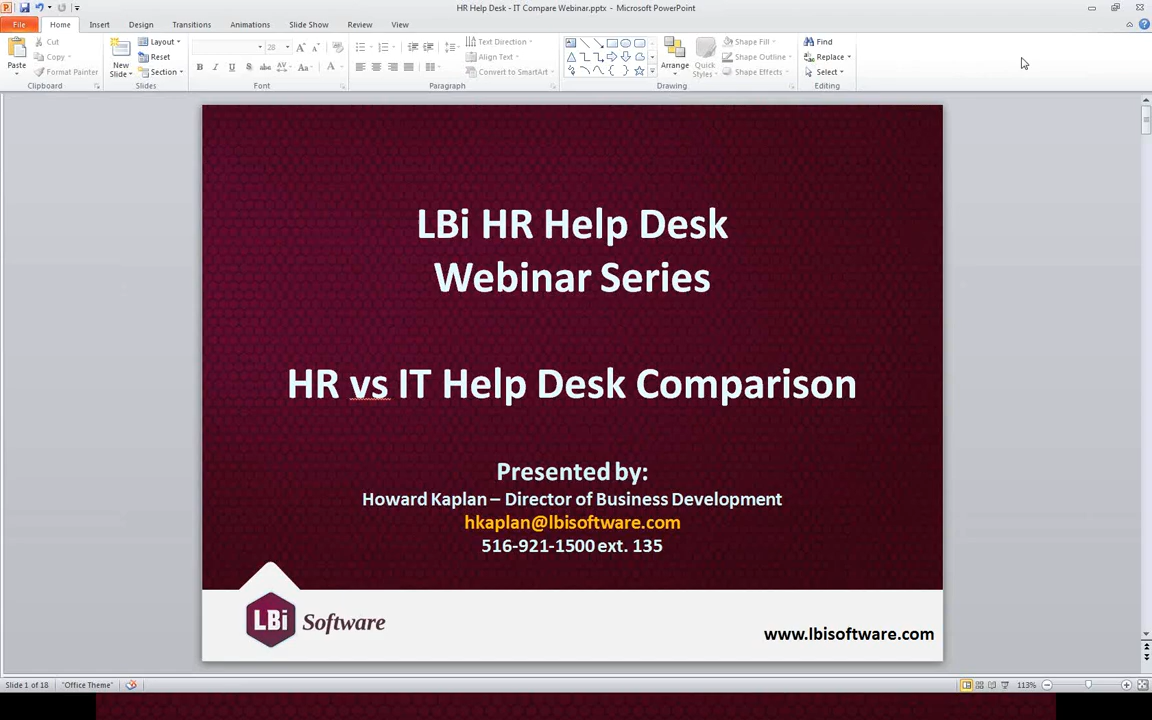 HR Help Desk - IT Compare Webinar.pptx - Microsoft PowerPoint
File Home Insert Design Transitions Animations Slide Show Review View
Paste
Cut
Copy
Format Painter
Clipboard
New Slide
Layout
Reset
Section
Slides
28
Font
Text Direction
Align Text
Convert to SmartArt
Paragraph
Arrange
Quick Styles
Shape Fill
Shape Outline
Shape Effects
Drawing
Find
Replace
Select
Editing
LBi HR Help Desk
Webinar Series
HR vs IT Help Desk Comparison
Presented by:
Howard Kaplan – Director of Business Development
hkaplan@lbisoftware.com
516-921-1500 ext. 135
LBi Software
www.lbisoftware.com
Slide 1 of 18 "Office Theme" 113%